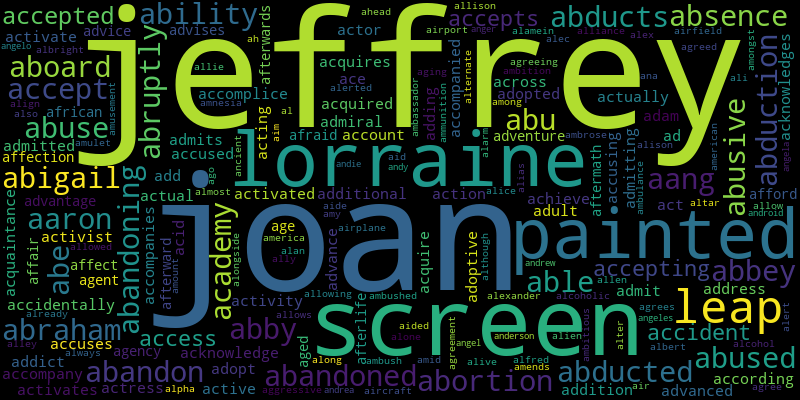 accepted ability afterwards ahead allison accepts abducts absence
angelo activate advice advises ah actor airport anger alamein alliance alex airfield
albright abruptly allie acquires accompanied alec agreed amongst
aboard accomplice ace aging agreeing across ana acknowledges
jeffrey
accept amnesia alerted ambassador alternate ambition adopted actually ali abduction
align african acquired adding among adam
also abuse amusement al acting admiral ammunition abu ad
admitted amulet admits aim afraid account adventure ambrose american abusive
affection accused ancient andie aid alarm aftermath accusing alison angela
abigail add ago lorraine andy alias admitting ambulance aang
advantage actual almost activated additional action alice achieve act altar afford
acquaintance aaron abandoning acid academy age aide adult allow android
activist accompanies america amy joan painted
affair abe afterward alongside alan advance acquire adoptive although
affect allowed airplane andrew accepting abbey
agent amount ally able allen address
accidentally activity allowing ambushed alexander alcoholic admit leap alert
already abby allows afterlife screen agrees angeles
abraham access aided agreement anderson alien ambitious alter accident alcohol
alley accuses always agency acknowledge aged along alone angel albert abused
addict abandon adopt ambush amid alive alfred amends abducted according
accompany actress abandoned abortion addition air advanced
activates alpha active aggressive andrea aircraft agree